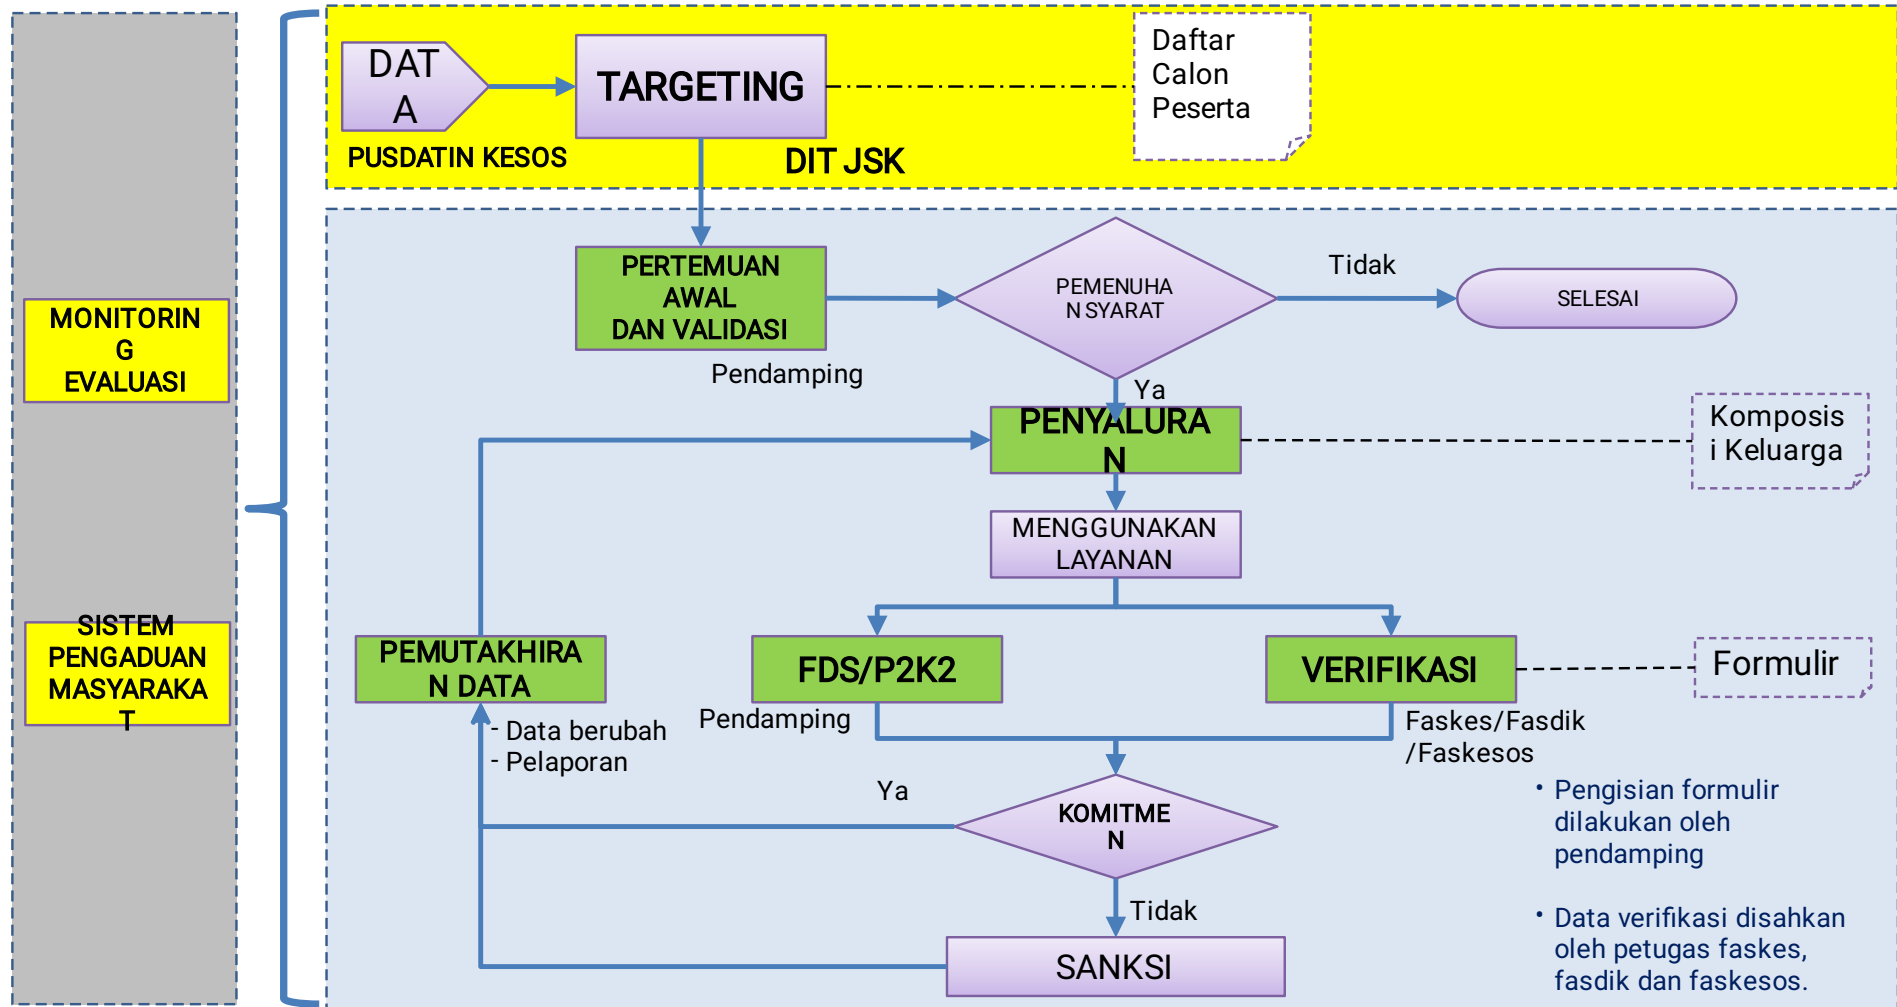 DAT
A
TARGETING
Daftar
Calon
Peserta
PUSDATIN KESOS
DIT JSK
MONITORIN
G
EVALUASI
SISTEM
PENGADUAN
MASYARAKA
T
PERTEMUAN
AWAL
DAN VALIDASI
Pendamping
PEMENUHA
N SYARAT
Tidak
SELESAI
Ya
PENYALURA
N
Komposis
i Keluarga
MENGGUNAKAN
LAYANAN
PEMUTAKHIRA
N DATA
FDS/P2K2
VERIFIKASI
Formulir
- Data berubah
- Pelaporan
Pendamping
Faskes/Fasdik
/Faskesos
Ya
KOMITME
N
Tidak
SANKSI
• Pengisian formulir
dilakukan oleh
pendamping
• Data verifikasi disahkan
oleh petugas faskes,
fasdik dan faskesos.